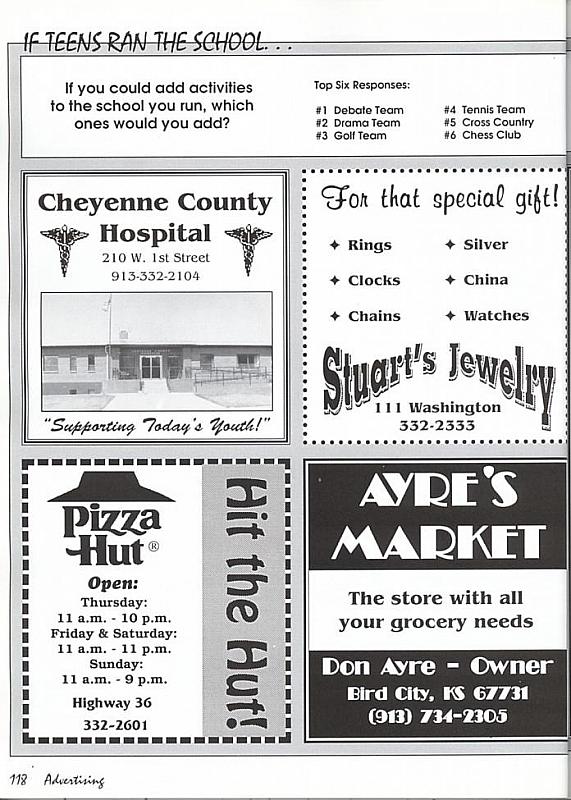 IF TEENS RAN THE SCHOOL. . .
If you could add activities
to the school you run, which
ones would you add?
Top Six Responses:
#1 Debate Team
#2 Drama Team
#3 Golf Team
#4 Tennis Team
#5 Cross Country
#6 Chess Club
Cheyenne County
Hospital
210 W. 1st Street
913-332-2104
"Supporting Today's Youth!"
For that special gift!
Rings
Silver
Clocks
China
Chains
Watches
Stuart's Jewelry
111 Washington
332-2333
Pizza
Hut®
Open:
Thursday:
11 a.m. - 10 p.m.
Friday & Saturday:
11 a.m. - 11 p.m.
Sunday:
11 a.m. - 9 p.m.
Highway 36
332-2601
Hit the Hut!
AYRE'S
MARKET
The store with all
your grocery needs
Don Ayre - Owner
Bird City, KS 67731
(913) 734-2305
118 Advertising